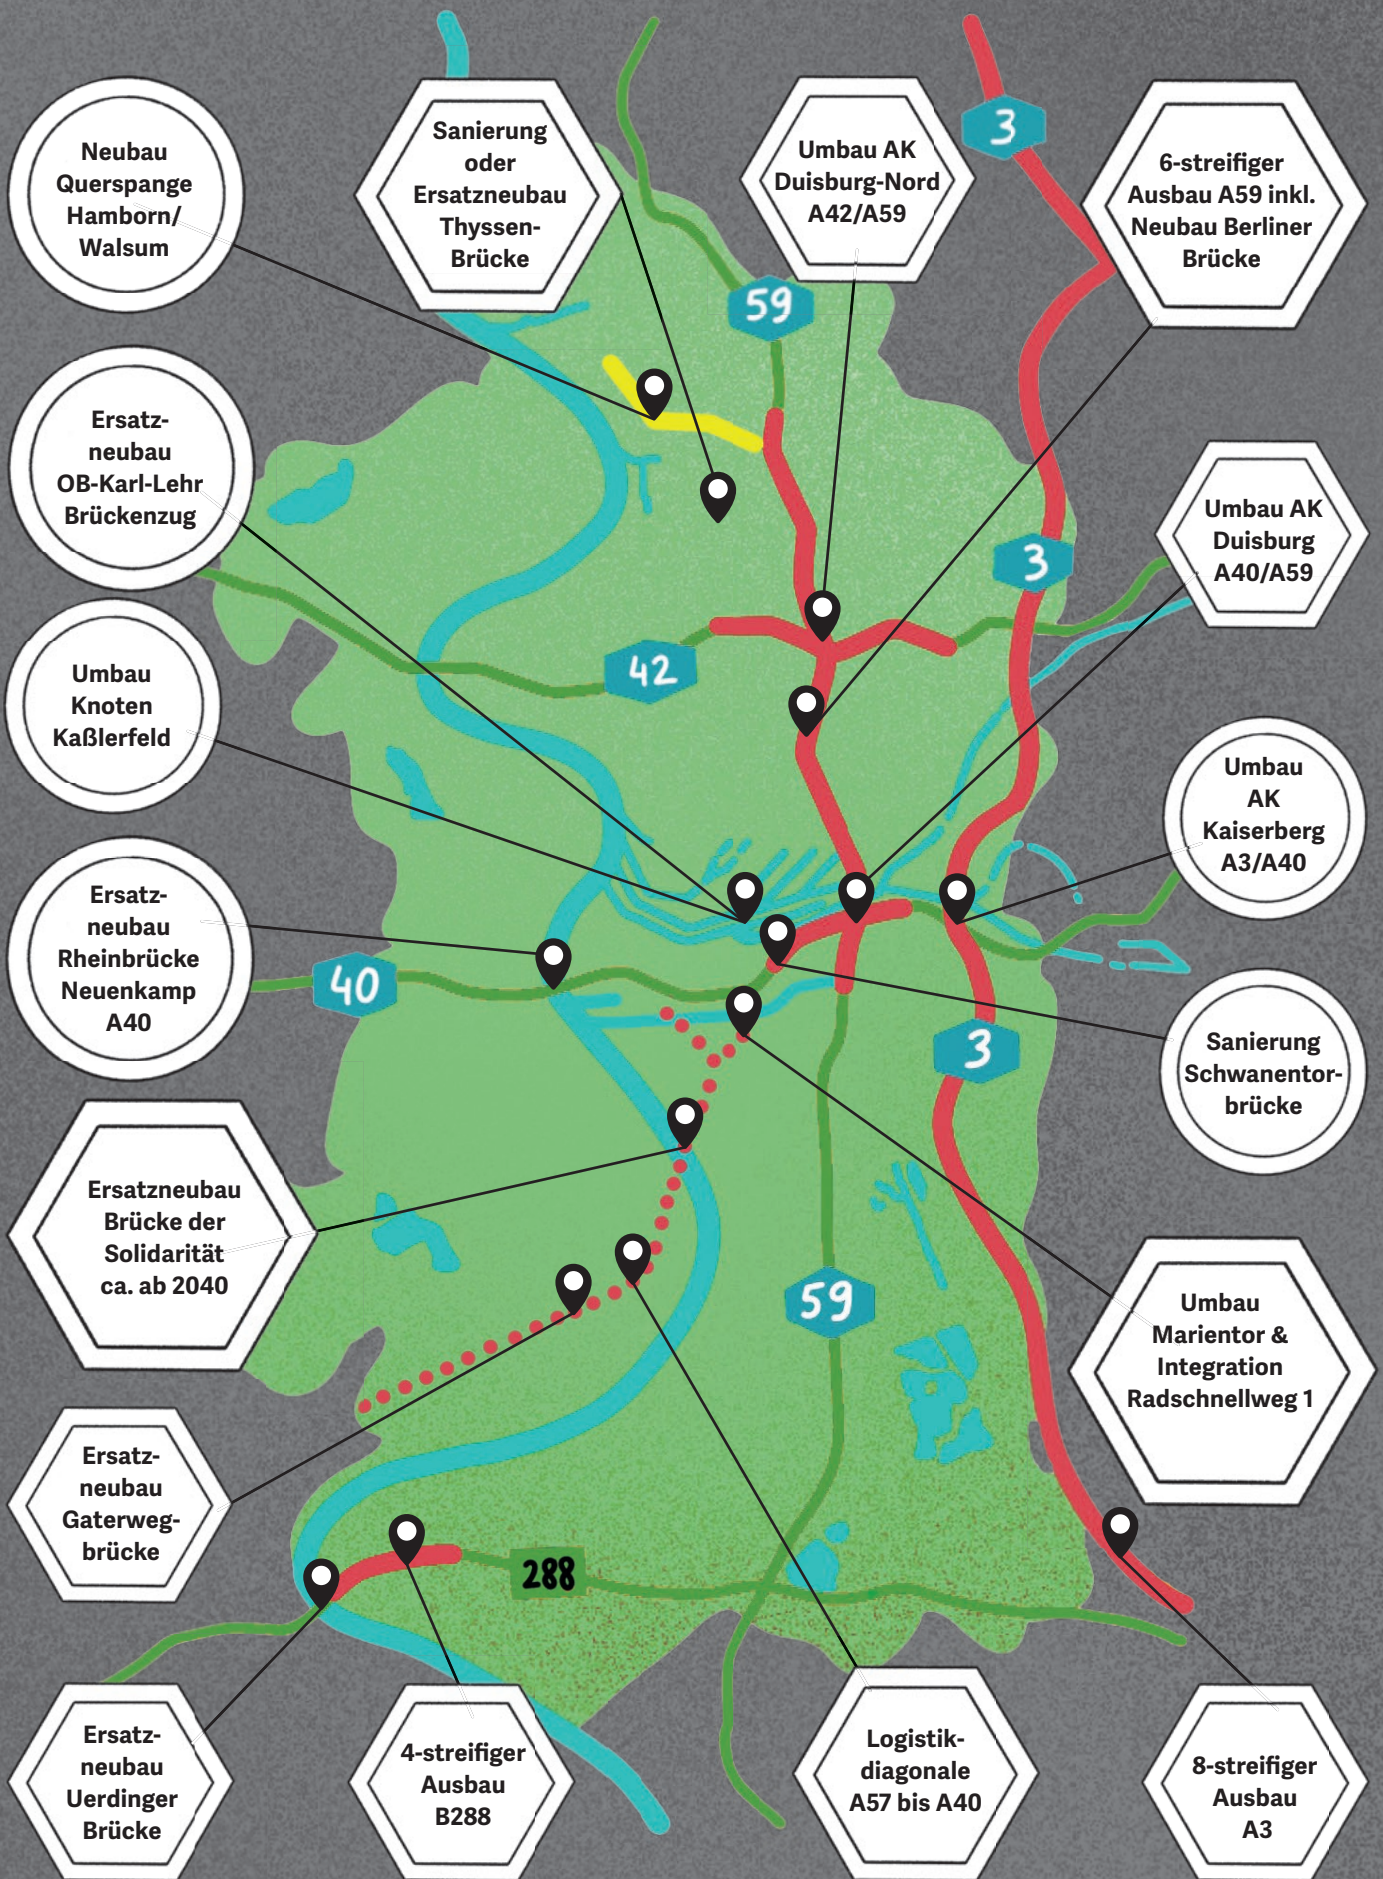 3
Neubau
Querspange
Hamborn/
Walsum
Sanierung
oder
Ersatzneubau
Thyssen-
Brücke
Umbau AK
Duisburg-Nord
A42/A59
6-streifiger
Ausbau A59 inkl.
Neubau Berliner
Brücke
59
Ersatz-
neubau
OB-Karl-Lehr
Brückenzug
Umbau AK
Duisburg
A40/A59
3
42
Umbau
Knoten
Kaßlerfeld
Umbau
AK
Kaiserberg
A3/A40
Ersatz-
neubau
Rheinbrücke
Neuenkamp
A40
40
3
Sanierung
Schwanentor-
brücke
Ersatzneubau
Brücke der
Solidarität
ca. ab 2040
59
Umbau
Marientor &
Integration
Radschnellweg 1
Ersatz-
neubau
Gaterweg-
brücke
288
Ersatz-
neubau
Uerdinger
Brücke
4-streifiger
Ausbau
B288
Logistik-
diagonale
A57 bis A40
8-streifiger
Ausbau
A3